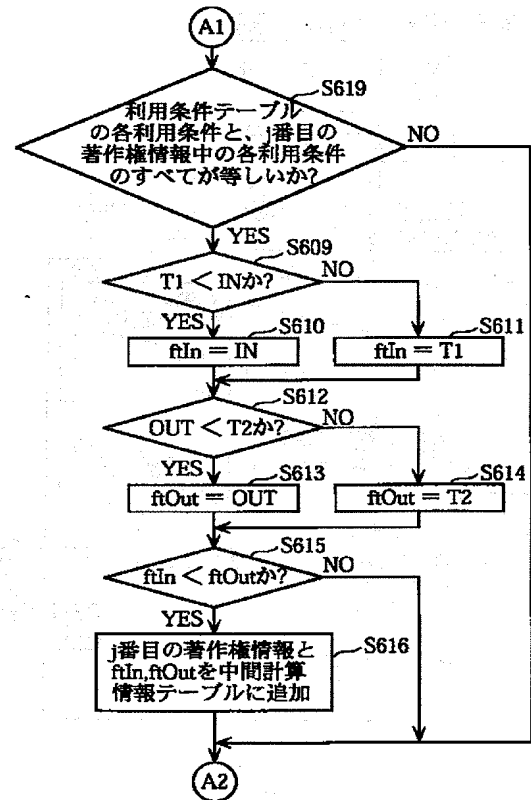 A1
S619
利用条件テーブル
の各利用条件と、j番目の
著作権情報中の各利用条件
のすべてが等しいか?
NO
YES
S609
T1 < INか?
NO
YES
S610
ftIn = IN
S611
ftIn = T1
S612
OUT < T2か?
NO
YES
S613
ftOut = OUT
S614
ftOut = T2
S615
ftIn < ftOutか?
NO
YES
S616
j番目の著作権情報と
ftIn,ftOutを中間計算
情報テーブルに追加
A2